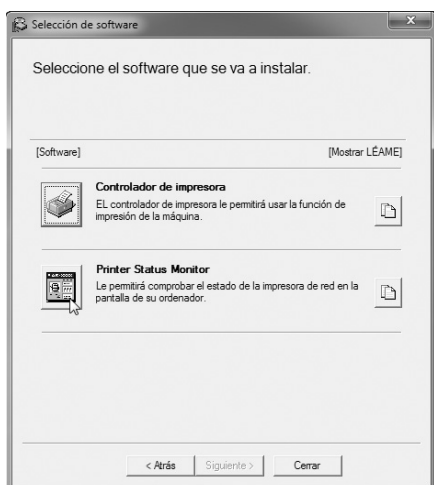 Selección de software
Seleccione el software que se va a instalar.
[Software] [Mostrar LÉAME]
Controlador de impresora
EL controlador de impresora le permitirá usar la función de
impresión de la máquina.
Printer Status Monitor
Le permitirá comprobar el estado de la impresora de red en la
pantalla de su ordenador.
< Atrás Siguiente > Cerrar